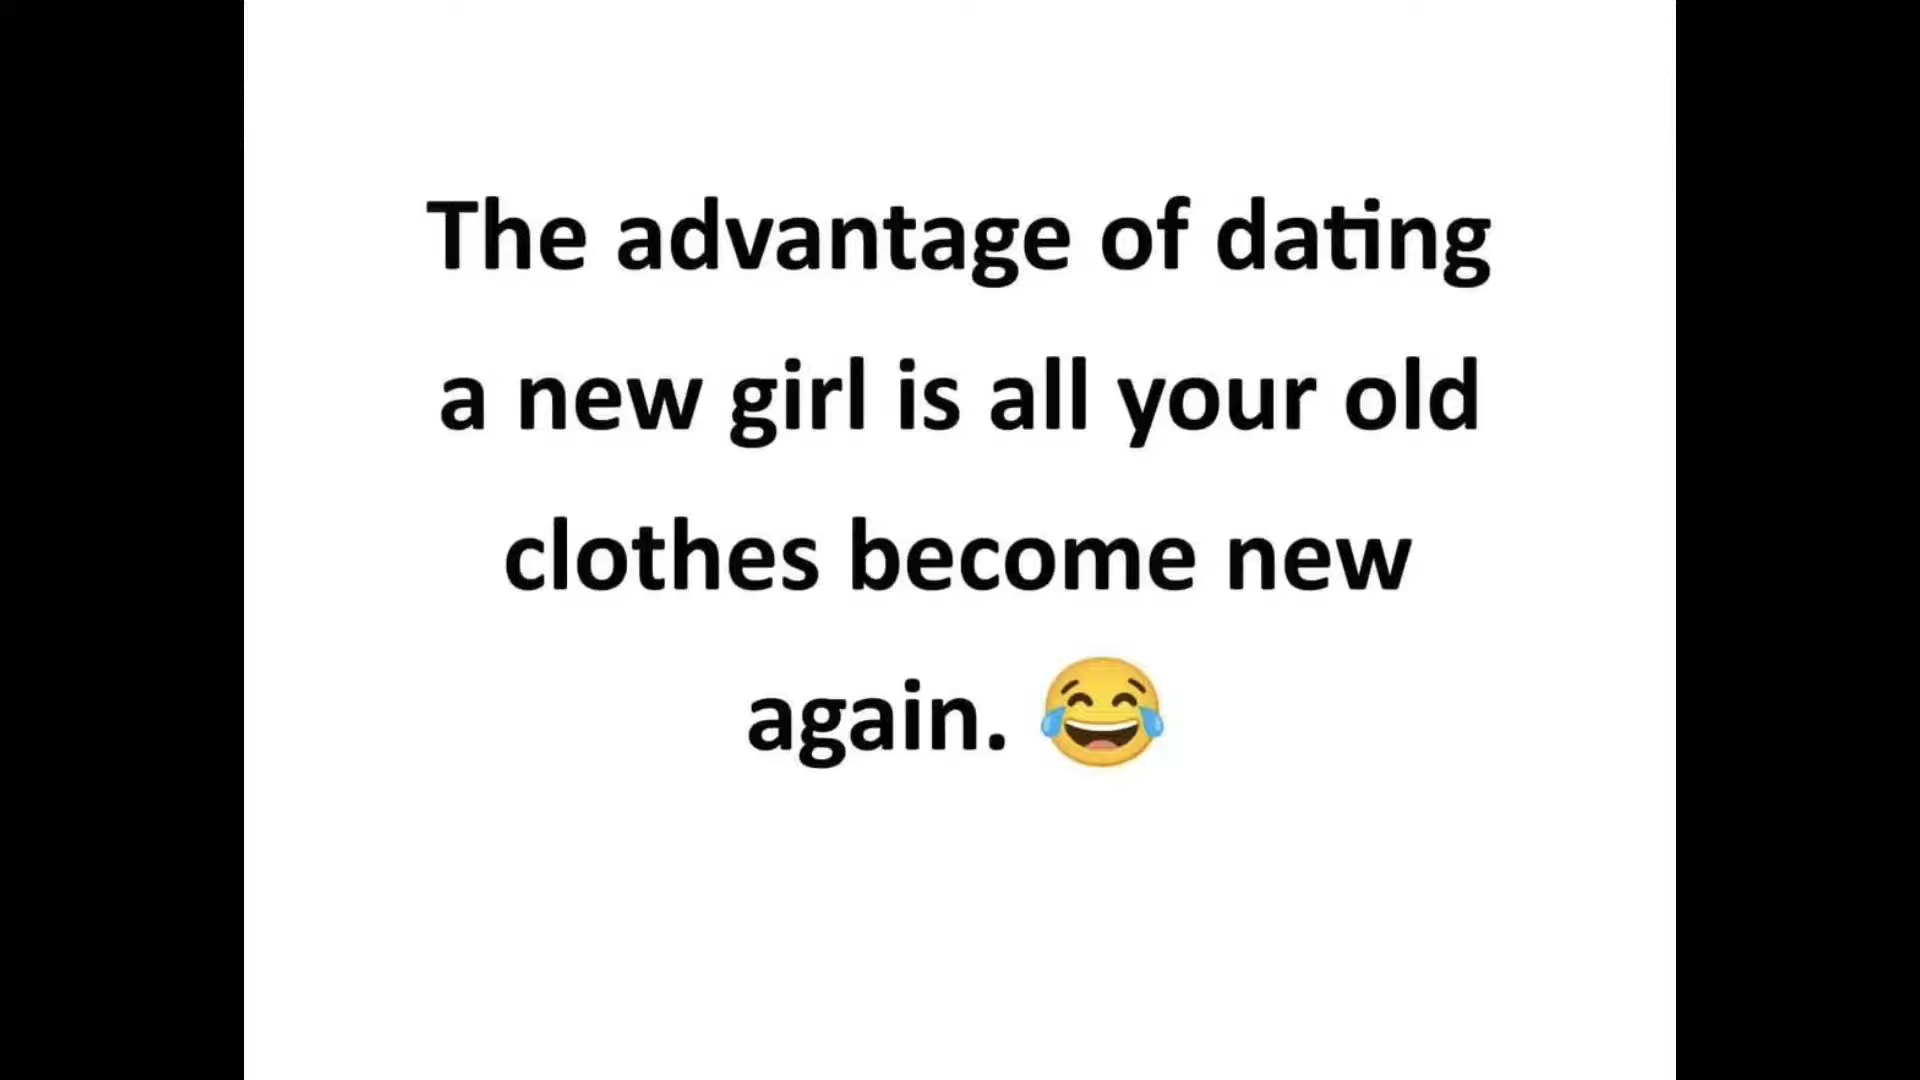 The advantage of dating
a new girl is all your old
clothes become new
again. 😂